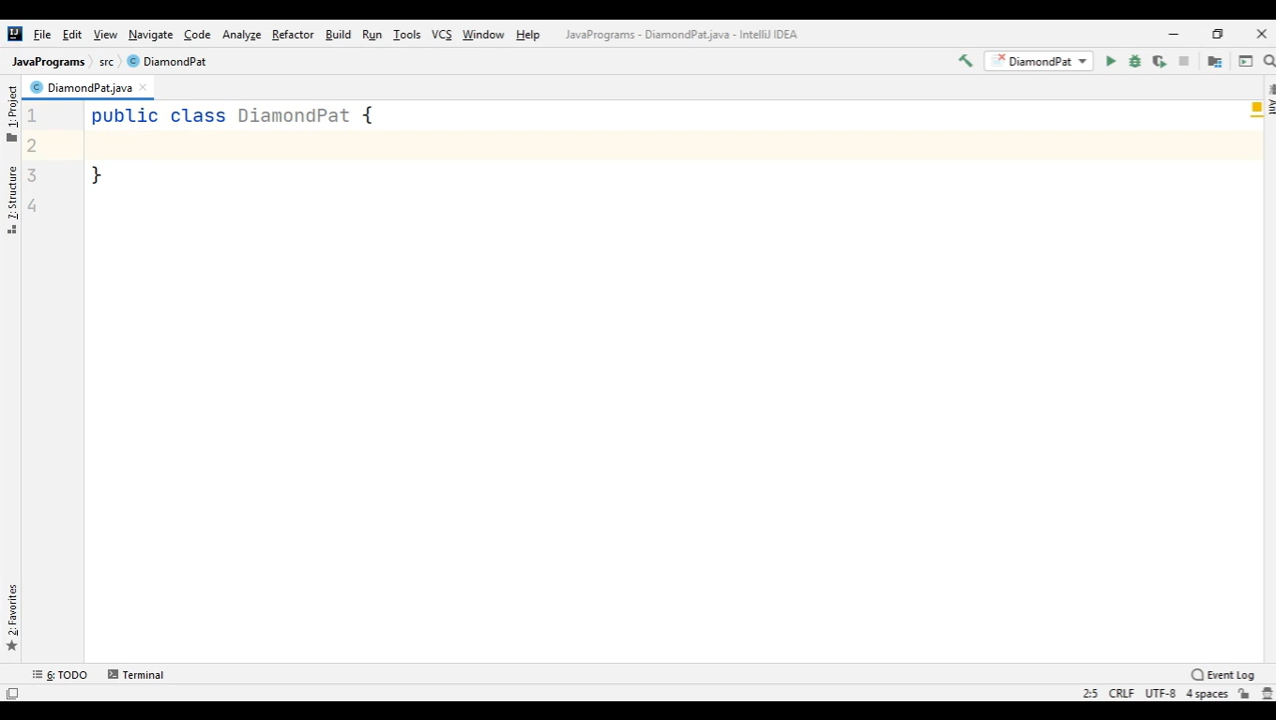 File Edit View Navigate Code Analyze Refactor Build Run Tools VCS Window Help JavaPrograms - DiamondPat.java - IntelliJ IDEA
JavaPrograms src DiamondPat DiamondPat
DiamondPat.java
1 public class DiamondPat {
2
3 }
4
1: Project
7: Structure
2: Favorites
Ant
6: TODO Terminal Event Log
2:5 CRLF UTF-8 4 spaces